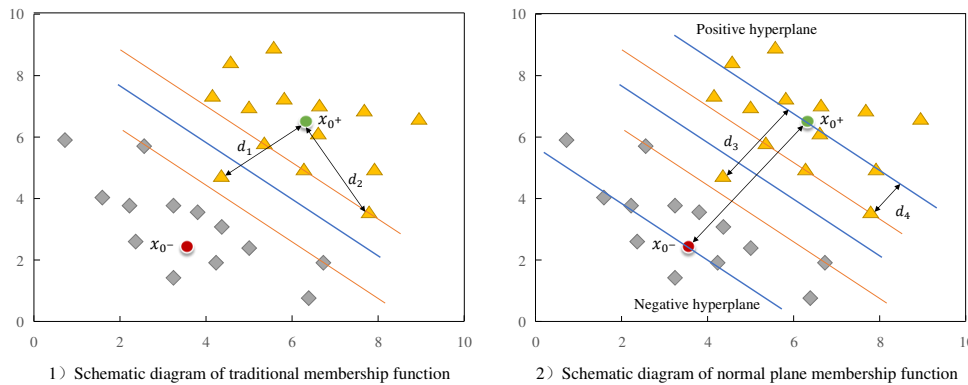 10
8
6
4
2
0
0 2 4 6 8 10
x₀⁺
d₁
d₂
x₀⁻
1）Schematic diagram of traditional membership function
10
8
6
4
2
0
0 2 4 6 8 10
Positive hyperplane
x₀⁺
d₃
d₄
x₀⁻
Negative hyperplane
2）Schematic diagram of normal plane membership function